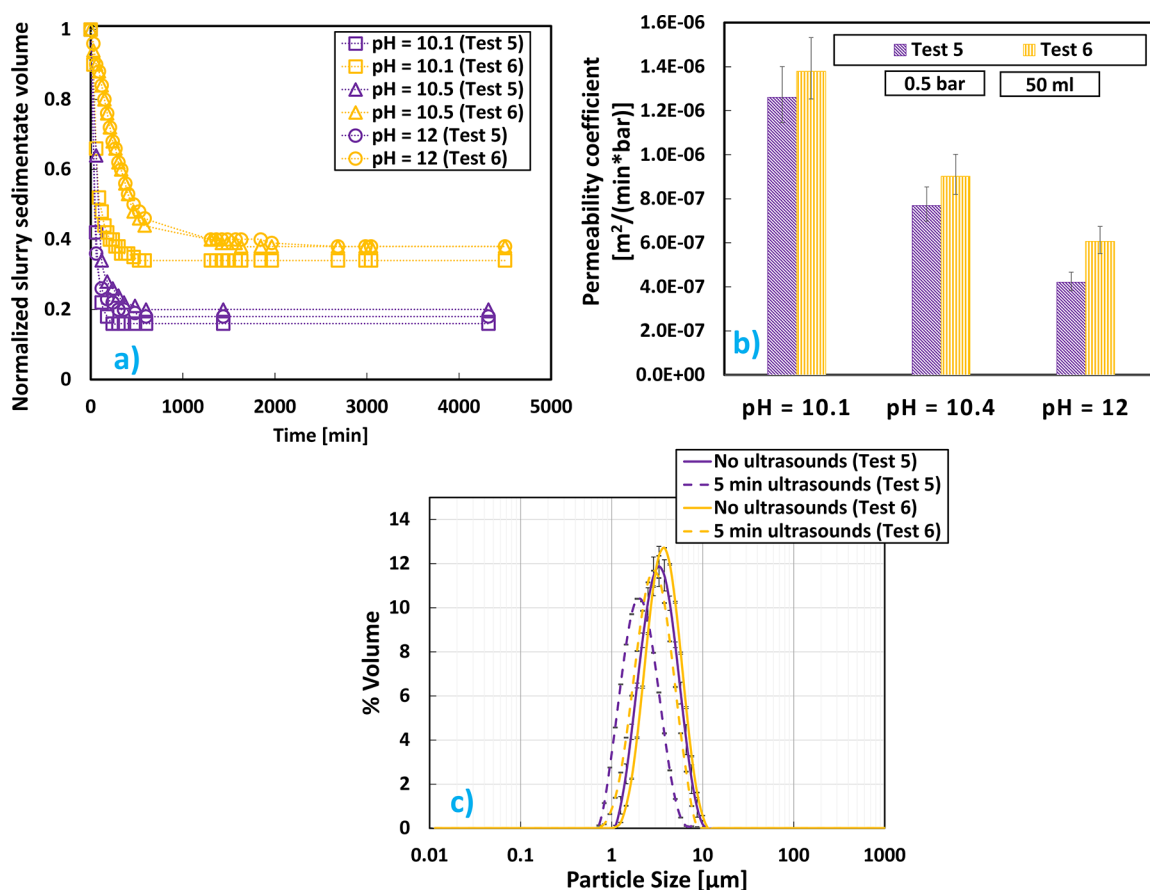 Normalized slurry sedimentate volume
1
0.8
0.6
0.4
0.2
0
0
1000
2000
3000
4000
5000
Time [min]
pH = 10.1 (Test 5)
pH = 10.1 (Test 6)
pH = 10.5 (Test 5)
pH = 10.5 (Test 6)
pH = 12 (Test 5)
pH = 12 (Test 6)
a)
Permeability coefficient
[m²/(min*bar)]
1.6E-06
1.4E-06
1.2E-06
1.0E-06
8.0E-07
6.0E-07
4.0E-07
2.0E-07
0.0E+00
Test 5
Test 6
0.5 bar
50 ml
b)
pH = 10.1
pH = 10.4
pH = 12
No ultrasounds (Test 5)
5 min ultrasounds (Test 5)
No ultrasounds (Test 6)
5 min ultrasounds (Test 6)
% Volume
14
12
10
8
6
4
2
0
c)
0.01
0.1
1
10
100
1000
Particle Size [µm]